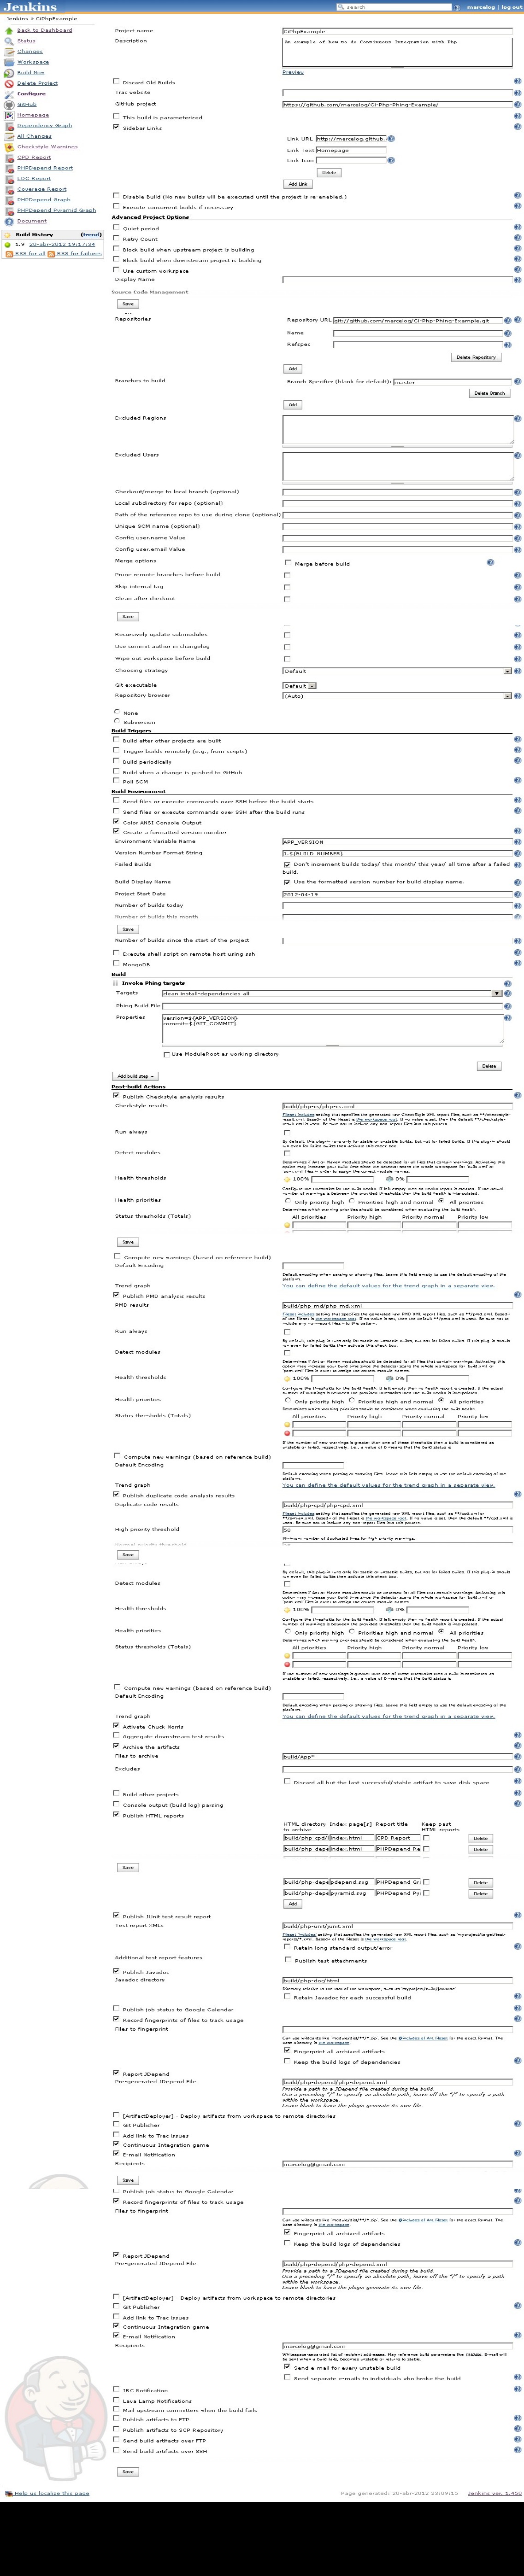 Jenkins
search
marcelog | log out
Jenkins > CiPhpExample
Back to Dashboard
Status
Changes
Workspace
Build Now
Delete Project
Configure
GitHub
Homepage
Dependency Graph
All Changes
Checkstyle Warnings
CPD Report
PHPDepend Report
LOC Report
Coverage Report
PHPDepend Graph
PHPDepend Pyramid Graph
Document
Build History (trend)
1.9 20-abr-2012 19:17:34
RSS for all RSS for failures
Project name CiPhpExample
Description An example of how to do Continuous Integration with Php
Preview
Discard Old Builds
Trac website
GitHub project https://github.com/marcelog/Ci-Php-Phing-Example/
This build is parameterized
Sidebar Links
Link URL http://marcelog.github.
Link Text Homepage
Link Icon
Delete
Add Link
Disable Build (No new builds will be executed until the project is re-enabled.)
Execute concurrent builds if necessary
Advanced Project Options
Quiet period
Retry Count
Block build when upstream project is building
Block build when downstream project is building
Use custom workspace
Display Name
Source Code Management
Save
Repositories
Repository URL git://github.com/marcelog/Ci-Php-Phing-Example.git
Name
Refspec
Delete Repository
Add
Branches to build
Branch Specifier (blank for default): master
Delete Branch
Add
Excluded Regions
Excluded Users
Checkout/merge to local branch (optional)
Local subdirectory for repo (optional)
Path of the reference repo to use during clone (optional)
Unique SCM name (optional)
Config user.name Value
Config user.email Value
Merge options
Merge before build
Prune remote branches before build
Skip internal tag
Clean after checkout
Save
Recursively update submodules
Use commit author in changelog
Wipe out workspace before build
Choosing strategy Default
Git executable Default
Repository browser (Auto)
None
Subversion
Build Triggers
Build after other projects are built
Trigger builds remotely (e.g., from scripts)
Build periodically
Build when a change is pushed to GitHub
Poll SCM
Build Environment
Send files or execute commands over SSH before the build starts
Send files or execute commands over SSH after the build runs
Color ANSI Console Output
Create a formatted version number
Environment Variable Name APP_VERSION
Version Number Format String 1.${BUILD_NUMBER}
Failed Builds
Don't increment builds today/ this month/ this year/ all time after a failed build.
Build Display Name
Use the formatted version number for build display name.
Project Start Date 2012-04-19
Number of builds today
Number of builds this month
Save
Number of builds since the start of the project
Execute shell script on remote host using ssh
MongoDB
Build
Invoke Phing targets
Targets clean install-dependencies all
Phing Build File
Properties version=${APP_VERSION}
commit=${GIT_COMMIT}
Use ModuleRoot as working directory
Delete
Add build step
Post-build Actions
Publish Checkstyle analysis results
Checkstyle results build/php-cs/php-cs.xml
Run always
Detect modules
Health thresholds 100% 0%
Health priorities Only priority high Priorities high and normal All priorities
Status thresholds (Totals) All priorities Priority high Priority normal Priority low
Save
Compute new warnings (based on reference build)
Default Encoding
Trend graph You can define the default values for the trend graph in a separate view.
Publish PMD analysis results
PMD results build/php-md/php-md.xml
Run always
Detect modules
Health thresholds 100% 0%
Health priorities Only priority high Priorities high and normal All priorities
Status thresholds (Totals) All priorities Priority high Priority normal Priority low
Compute new warnings (based on reference build)
Default Encoding
Trend graph You can define the default values for the trend graph in a separate view.
Publish duplicate code analysis results
Duplicate code results build/php-cpd/php-cpd.xml
High priority threshold 50
Minimum number of duplicated lines for high priority warnings.
Save
Detect modules
Health thresholds 100% 0%
Health priorities Only priority high Priorities high and normal All priorities
Status thresholds (Totals) All priorities Priority high Priority normal Priority low
Compute new warnings (based on reference build)
Default Encoding
Trend graph You can define the default values for the trend graph in a separate view.
Activate Chuck Norris
Aggregate downstream test results
Archive the artifacts
Files to archive build/App*
Excludes
Discard all but the last successful/stable artifact to save disk space
Build other projects
Console output (build log) parsing
Publish HTML reports
HTML directory to archive Index page[s] Report title Keep past HTML reports
build/php-cpd/ index.html CPD Report Delete
build/php-depe index.html PHPDepend Re Delete
Save
build/php-depe pdepend.svg PHPDepend Gra Delete
build/php-depe pyramid.svg PHPDepend Pyr Delete
Add
Publish JUnit test result report
Test report XMLs build/php-unit/junit.xml
Retain long standard output/error
Additional test report features
Publish test attachments
Publish Javadoc
Javadoc directory build/php-doc/html
Directory relative to the root of the workspace, such as 'myproject/build/javadoc'
Retain Javadoc for each successful build
Publish job status to Google Calendar
Record fingerprints of files to track usage
Files to fingerprint
Fingerprint all archived artifacts
Keep the build logs of dependencies
Report JDepend
Pre-generated JDepend File build/php-depend/php-depend.xml
Provide a path to a JDepend file created during the build.
Use a preceding "/" to specify an absolute path, leave off the "/" to specify a path within the workspace.
Leave blank to have the plugin generate its own file.
[ArtifactDeployer] - Deploy artifacts from workspace to remote directories
Git Publisher
Add link to Trac issues
Continuous Integration game
E-mail Notification
Recipients marcelog@gmail.com
Save
Publish job status to Google Calendar
Record fingerprints of files to track usage
Files to fingerprint
Fingerprint all archived artifacts
Keep the build logs of dependencies
Report JDepend
Pre-generated JDepend File build/php-depend/php-depend.xml
Provide a path to a JDepend file created during the build.
Use a preceding "/" to specify an absolute path, leave off the "/" to specify a path within the workspace.
Leave blank to have the plugin generate its own file.
[ArtifactDeployer] - Deploy artifacts from workspace to remote directories
Git Publisher
Add link to Trac issues
Continuous Integration game
E-mail Notification
Recipients marcelog@gmail.com
Send e-mail for every unstable build
Send separate e-mails to individuals who broke the build
IRC Notification
Lava Lamp Notifications
Mail upstream committers when the build fails
Publish artifacts to FTP
Publish artifacts to SCP Repository
Send build artifacts over FTP
Send build artifacts over SSH
Save
Help us localize this page
Page generated: 20-abr-2012 23:09:15 Jenkins ver. 1.450